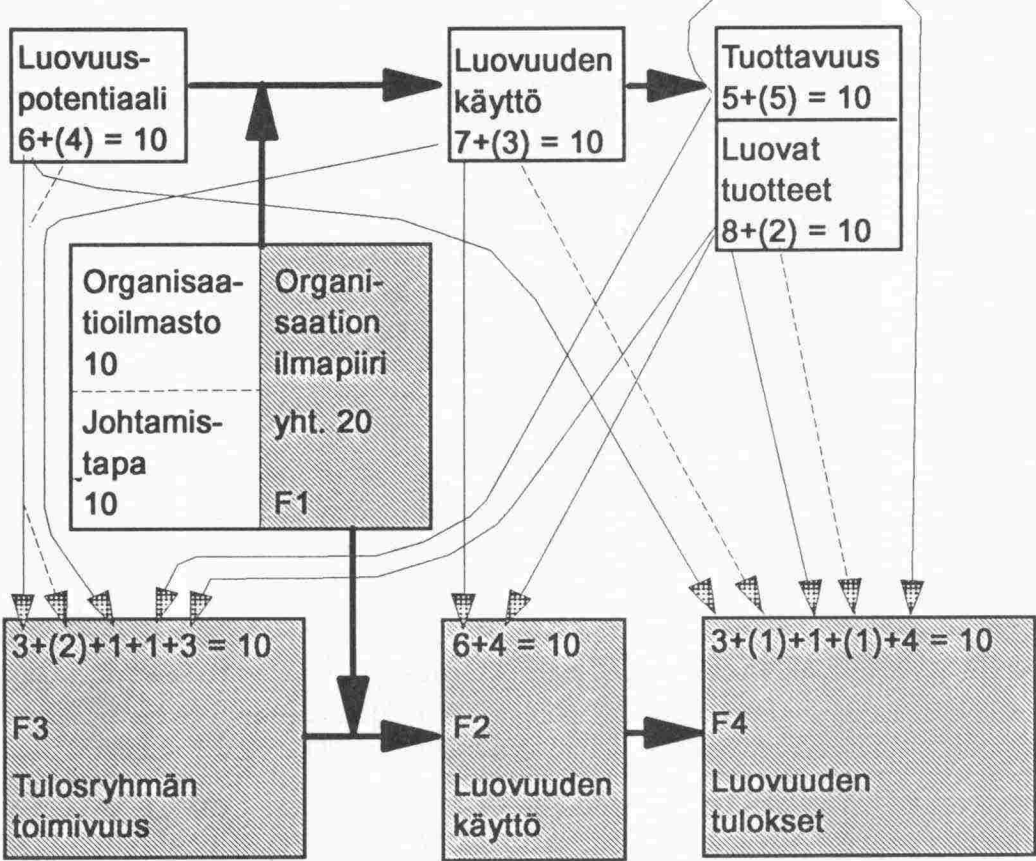 Luovuus-
potentiaali
6+(4) = 10
Luovuuden
käyttö
7+(3) = 10
Tuottavuus
5+(5) = 10
Luovat
tuotteet
8+(2) = 10
Organisaa-
tioilmasto
10
Johtamis-
tapa
10
Organi-
saation
ilmapiiri
yht. 20
F1
3+(2)+1+1+3 = 10
F3
Tulosryhmän
toimivuus
6+4 = 10
F2
Luovuuden
käyttö
3+(1)+1+(1)+4 = 10
F4
Luovuuden
tulokset